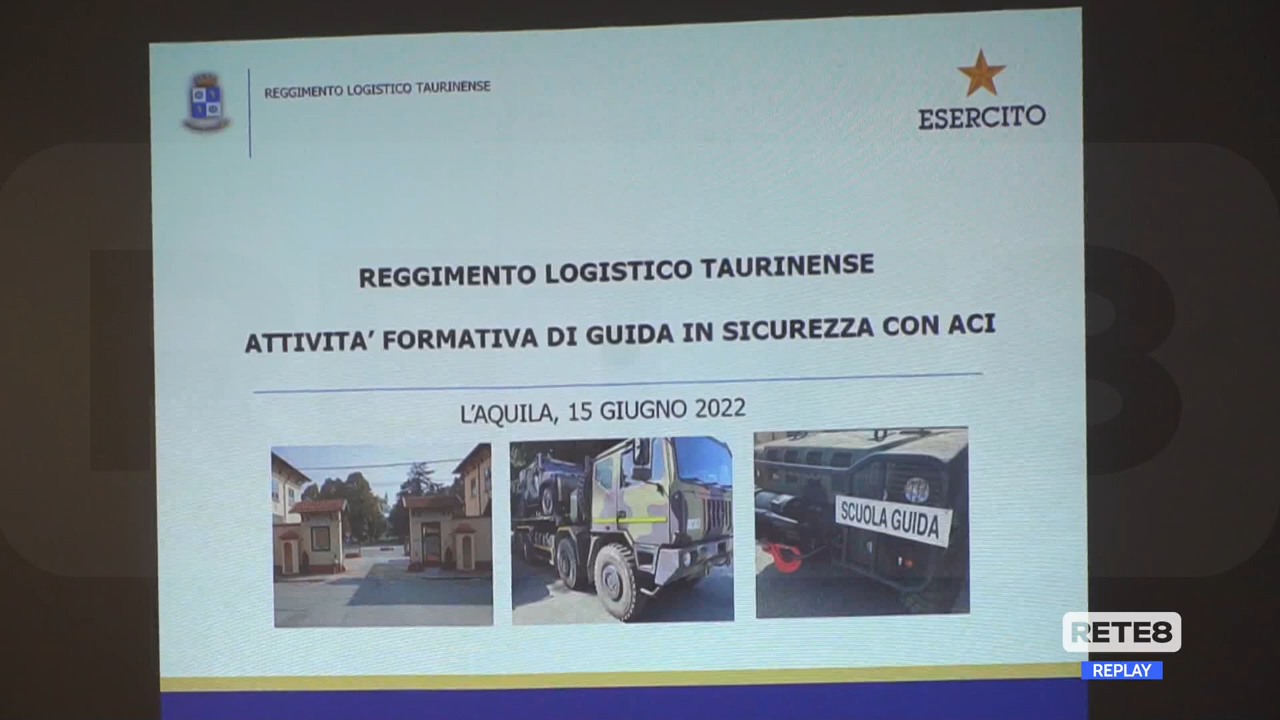 REGGIMENTO LOGISTICO TAURINENSE
ESERCITO
REGGIMENTO LOGISTICO TAURINENSE
ATTIVITA' FORMATIVA DI GUIDA IN SICUREZZA CON ACI
L'AQUILA, 15 GIUGNO 2022
SCUOLA GUIDA
RETE8
REPLAY